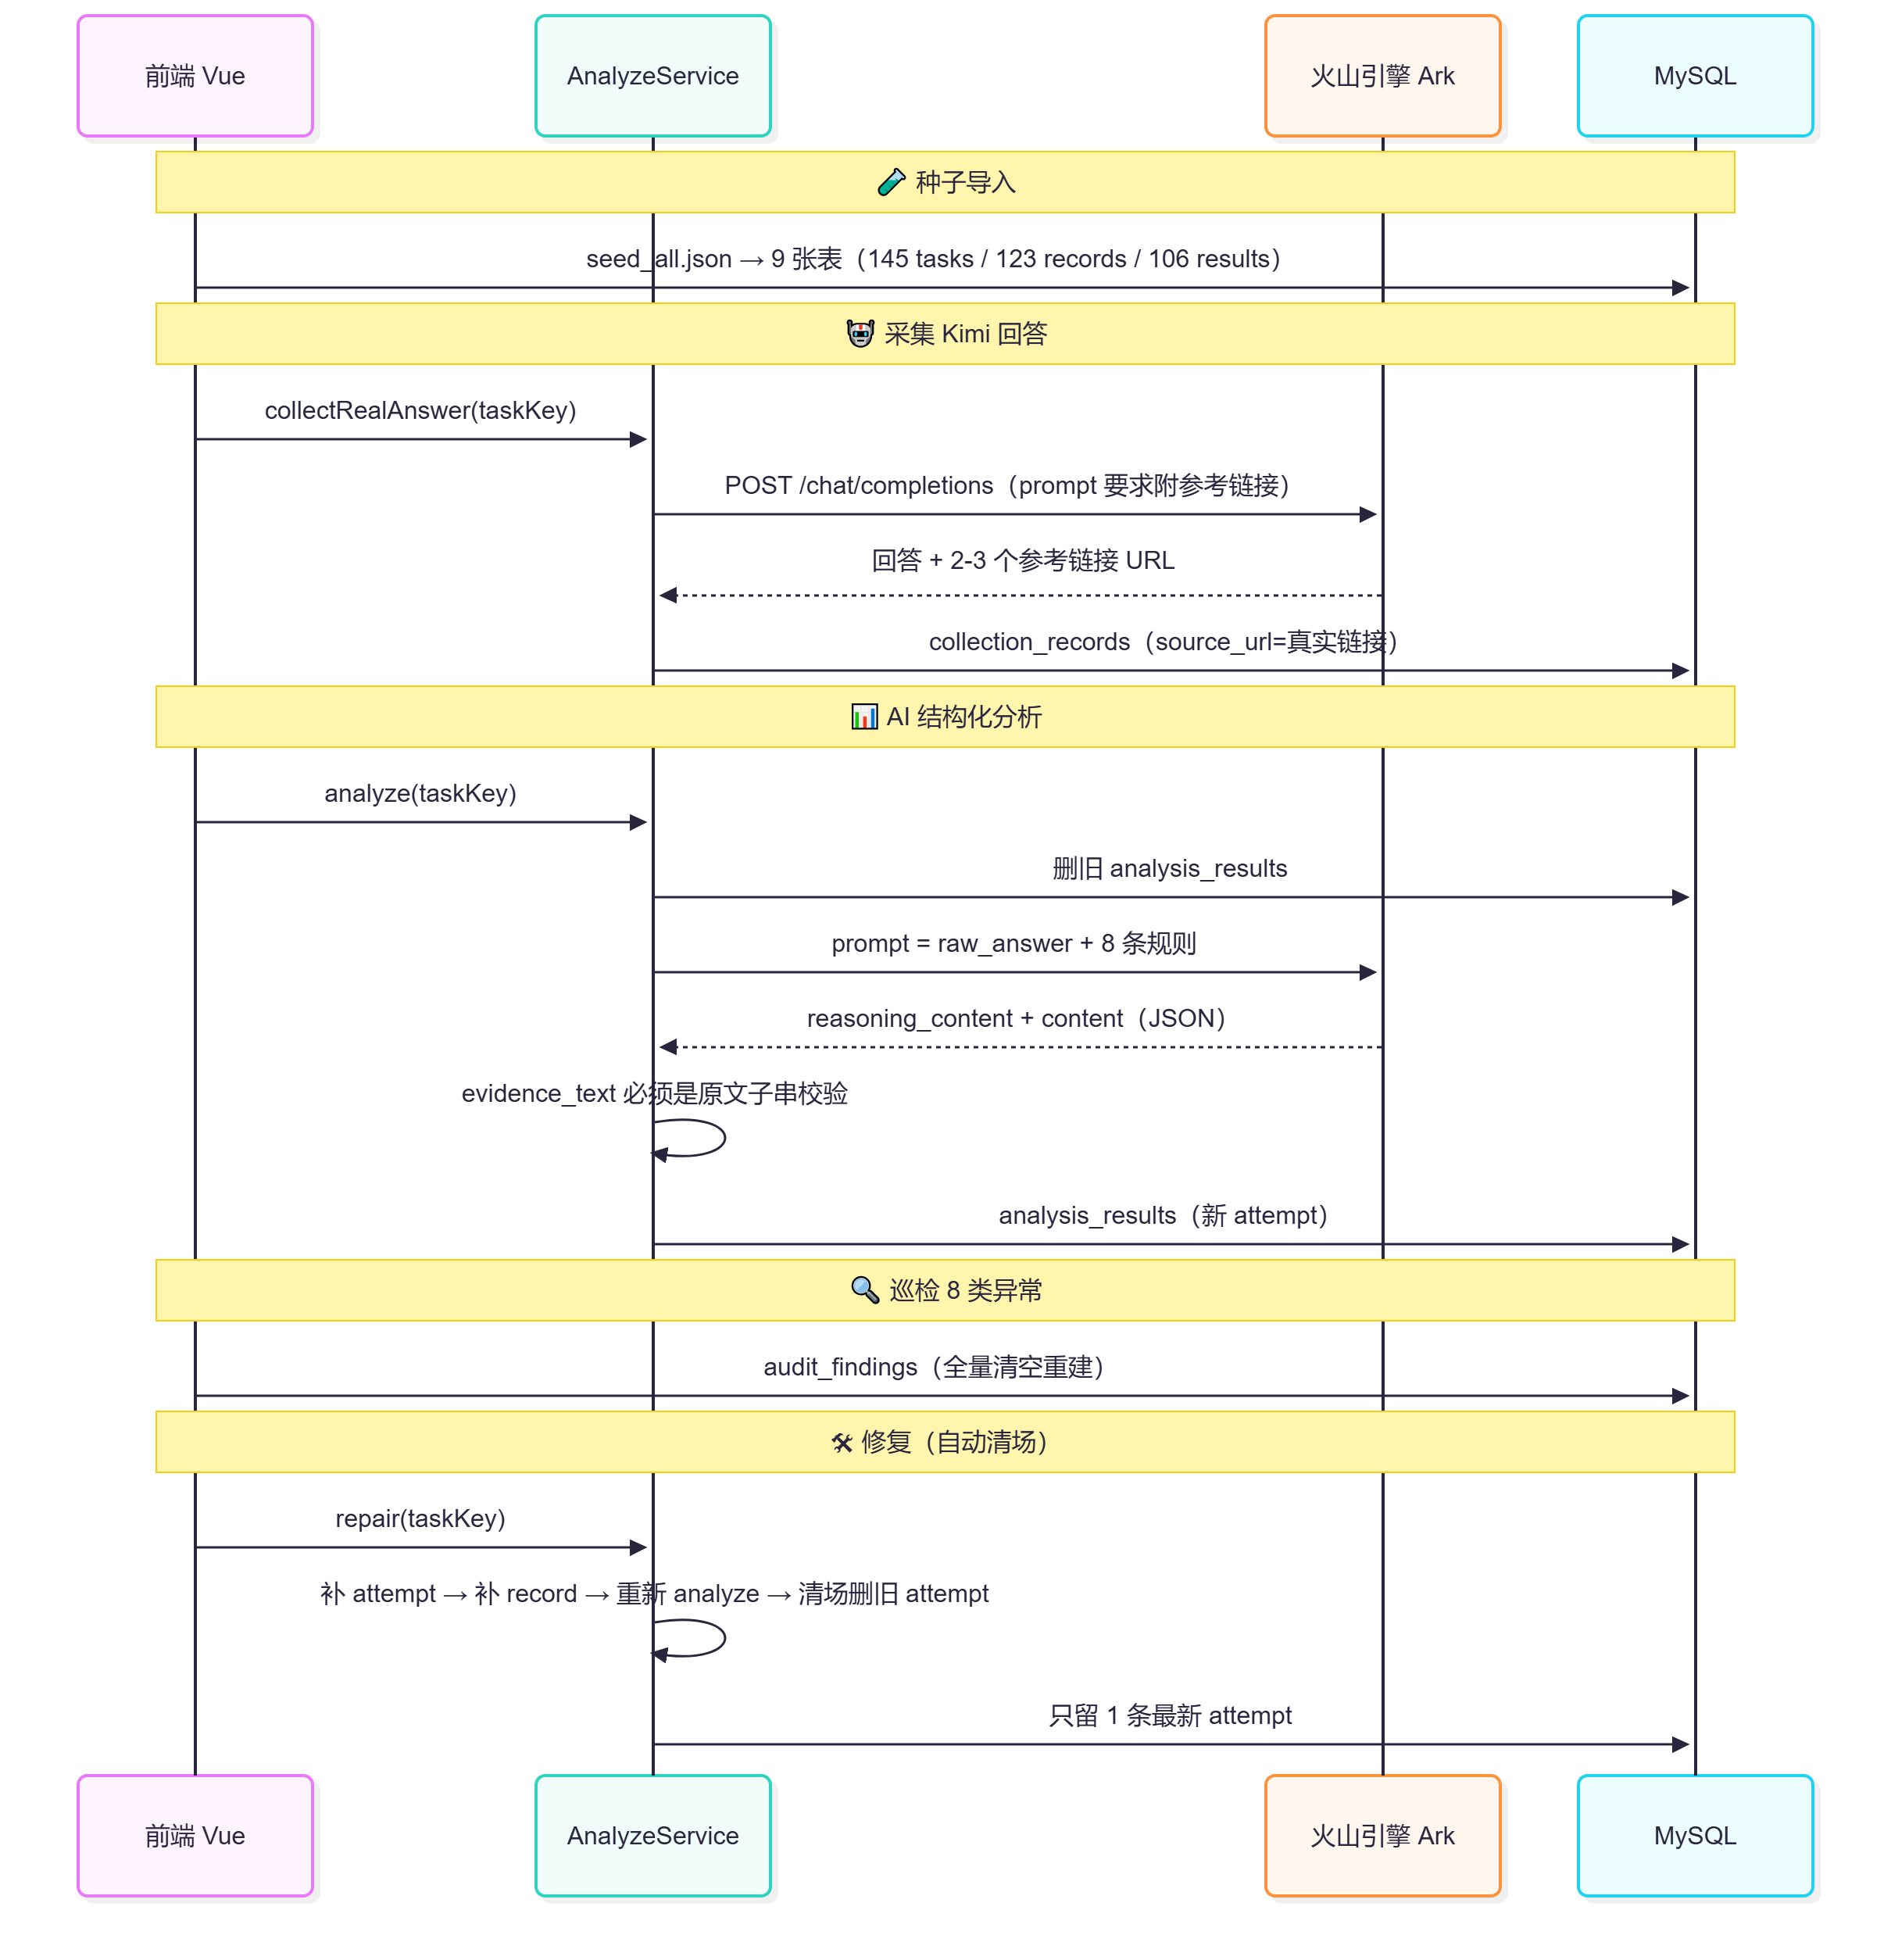 前端 Vue
AnalyzeService
火山引擎 Ark
MySQL
种子导入
seed_all.json → 9 张表（145 tasks / 123 records / 106 results）
采集 Kimi 回答
collectRealAnswer(taskKey)
POST /chat/completions（prompt 要求附参考链接）
回答 + 2-3 个参考链接 URL
collection_records（source_url=真实链接）
AI 结构化分析
analyze(taskKey)
删旧 analysis_results
prompt = raw_answer + 8 条规则
reasoning_content + content（JSON）
evidence_text 必须是原文子串校验
analysis_results（新 attempt）
巡检 8 类异常
audit_findings（全量清空重建）
修复（自动清场）
repair(taskKey)
补 attempt → 补 record → 重新 analyze → 清场删旧 attempt
只留 1 条最新 attempt
前端 Vue
AnalyzeService
火山引擎 Ark
MySQL